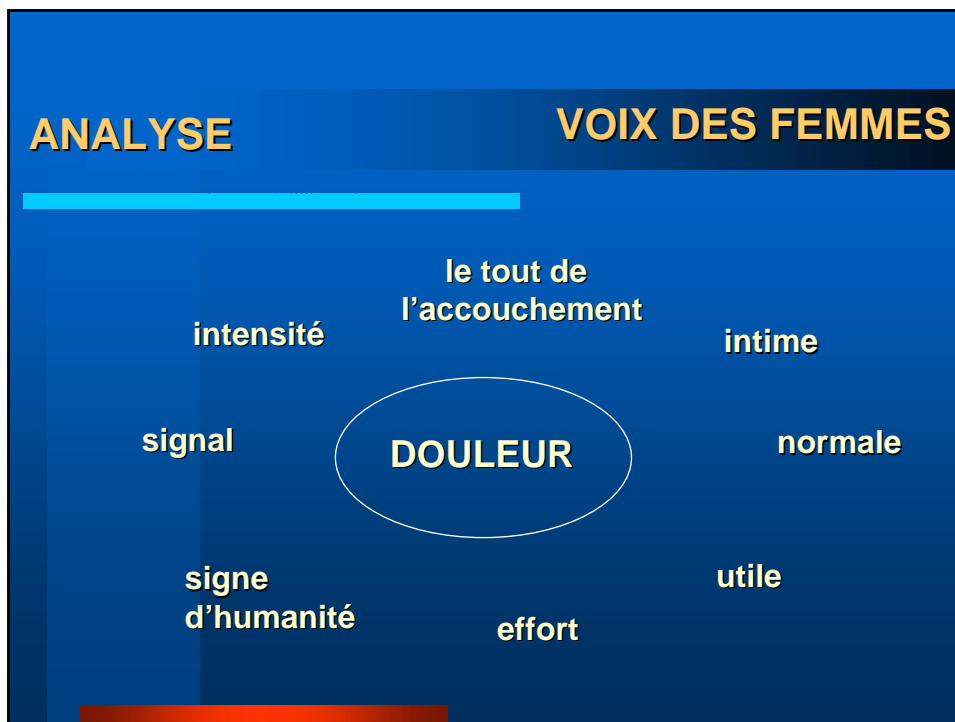 ANALYSE
VOIX DES FEMMES
le tout de
l’accouchement
intensité
intime
signal
DOULEUR
normale
signe
d’humanité
utile
effort